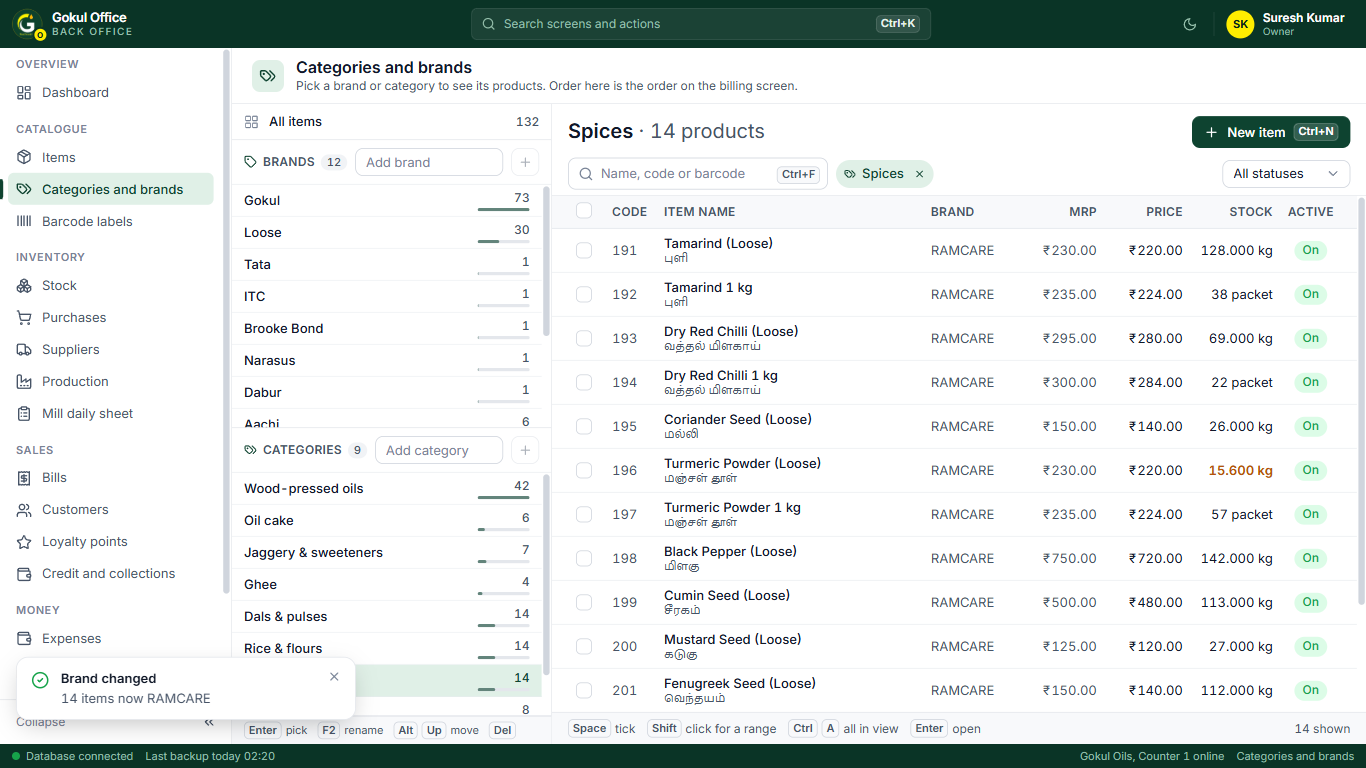 Gokul Office
BACK OFFICE
Search screens and actions Ctrl+K
SK Suresh Kumar
Owner
OVERVIEW
Dashboard
CATALOGUE
Items
Categories and brands
Barcode labels
INVENTORY
Stock
Purchases
Suppliers
Production
Mill daily sheet
SALES
Bills
Customers
Loyalty points
Credit and collections
MONEY
Expenses
Collapse
Brand changed
14 items now RAMCARE
Categories and brands
Pick a brand or category to see its products. Order here is the order on the billing screen.
All items 132
BRANDS 12 Add brand
Gokul 73
Loose 30
Tata 1
ITC 1
Brooke Bond 1
Narasus 1
Dabur 1
Aachi 6
CATEGORIES 9 Add category
Wood-pressed oils 42
Oil cake 6
Jaggery & sweeteners 7
Ghee 4
Dals & pulses 14
Rice & flours 14
14
8
Enter pick F2 rename Alt Up move Del
Spices · 14 products
New item Ctrl+N
Name, code or barcode Ctrl+F
Spices ×
All statuses
CODE ITEM NAME BRAND MRP PRICE STOCK ACTIVE
191 Tamarind (Loose) RAMCARE ₹230.00 ₹220.00 128.000 kg On
புளி
192 Tamarind 1 kg RAMCARE ₹235.00 ₹224.00 38 packet On
புளி
193 Dry Red Chilli (Loose) RAMCARE ₹295.00 ₹280.00 69.000 kg On
வத்தல் மிளகாய்
194 Dry Red Chilli 1 kg RAMCARE ₹300.00 ₹284.00 22 packet On
வத்தல் மிளகாய்
195 Coriander Seed (Loose) RAMCARE ₹150.00 ₹140.00 26.000 kg On
மல்லி
196 Turmeric Powder (Loose) RAMCARE ₹230.00 ₹220.00 15.600 kg On
மஞ்சள் தூள்
197 Turmeric Powder 1 kg RAMCARE ₹235.00 ₹224.00 57 packet On
மஞ்சள் தூள்
198 Black Pepper (Loose) RAMCARE ₹750.00 ₹720.00 142.000 kg On
மிளகு
199 Cumin Seed (Loose) RAMCARE ₹500.00 ₹480.00 113.000 kg On
சீரகம்
200 Mustard Seed (Loose) RAMCARE ₹125.00 ₹120.00 27.000 kg On
கடுகு
201 Fenugreek Seed (Loose) RAMCARE ₹150.00 ₹140.00 112.000 kg On
வெந்தயம்
Space tick Shift click for a range Ctrl A all in view Enter open
14 shown
Database connected Last backup today 02:20
Gokul Oils, Counter 1 online Categories and brands